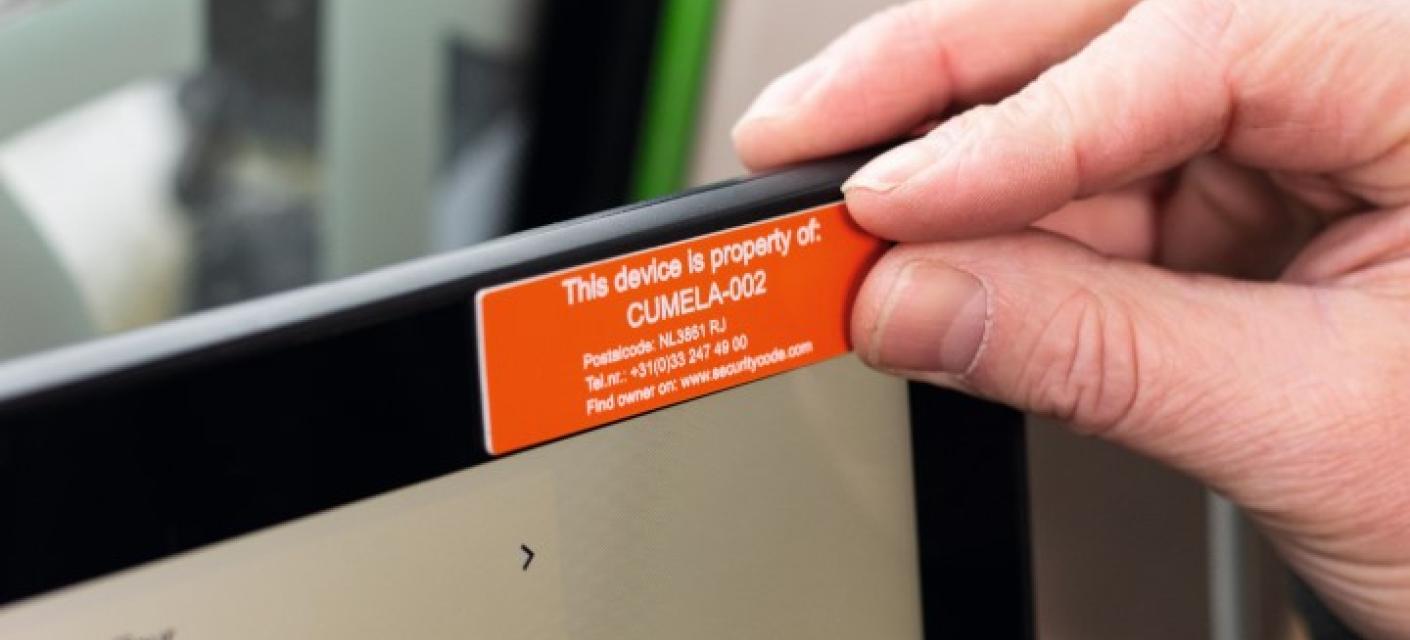 This device is property of:
CUMELA-002
Postalcode: NL3861 RJ
Tel.nr.: +31(0)33 247 49 00
Find owner on: www.securitycode.com